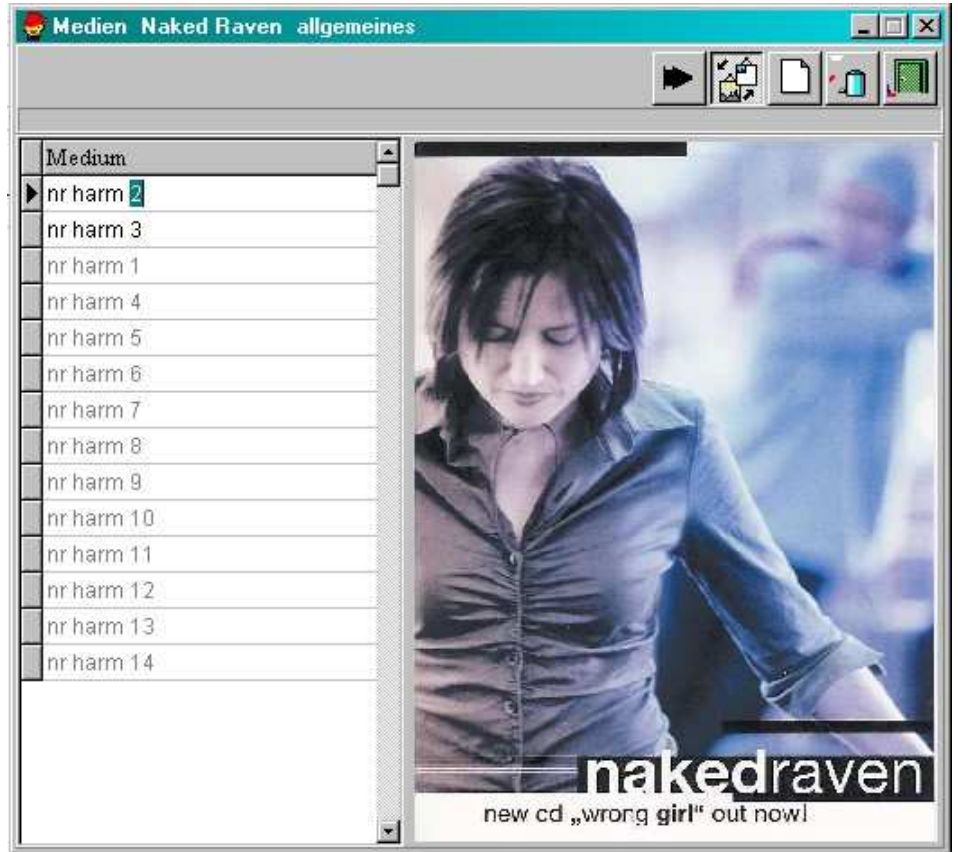 Medien Naked Raven allgemeines
Medium
nr harm 2
nr harm 3
nr harm 1
nr harm 4
nr harm 5
nr harm 6
nr harm 7
nr harm 8
nr harm 9
nr harm 10
nr harm 11
nr harm 12
nr harm 13
nr harm 14
nakedraven
new cd „wrong girl“ out now!